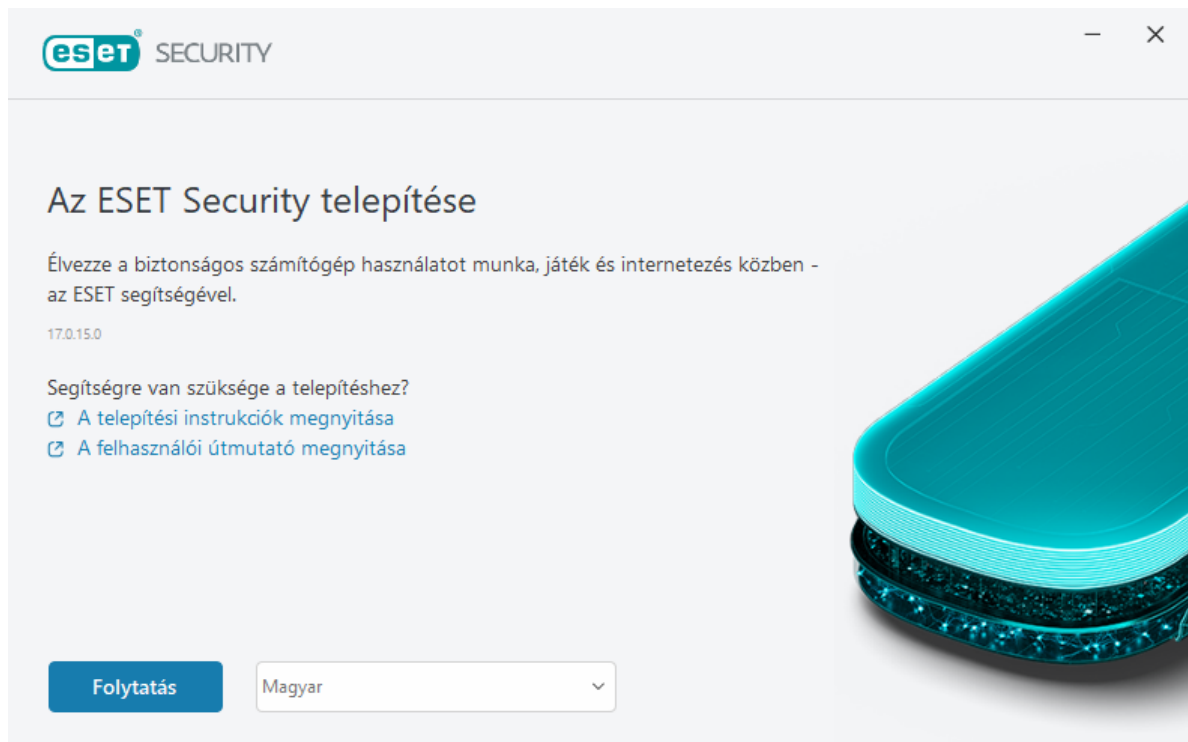 eset® SECURITY
Az ESET Security telepítése
Élvezze a biztonságos számítógép használatot munka, játék és internetezés közben -
az ESET segítségével.
17.0.15.0
Segítségre van szüksége a telepítéshez?
A telepítési instrukciók megnyitása
A felhasználói útmutató megnyitása
Folytatás
Magyar